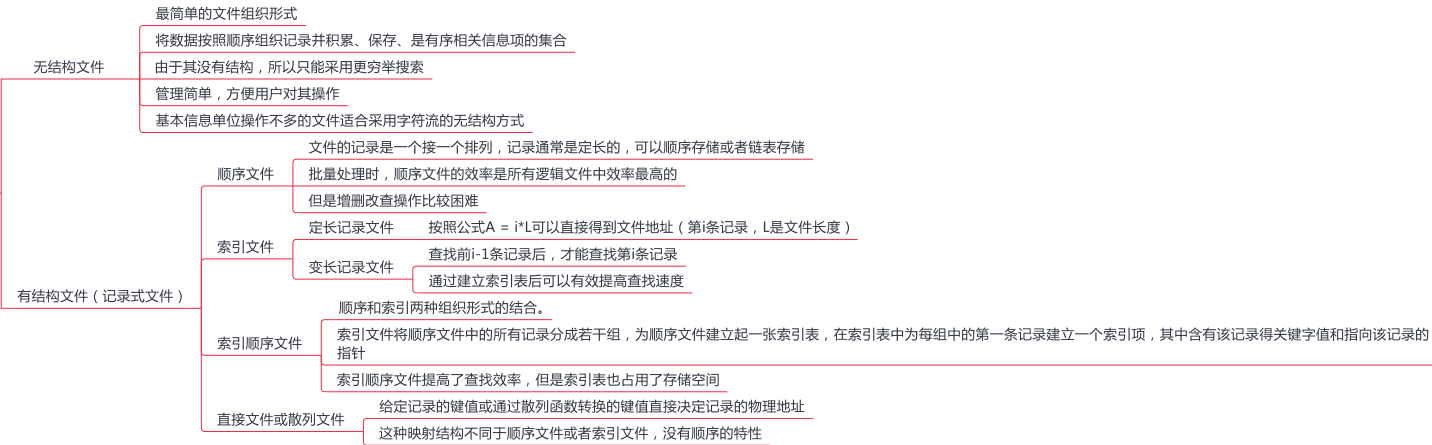 最简单的文件组织形式
将数据按照顺序组织记录并积累、保存、是有序相关信息项的集合
无结构文件
由于其没有结构，所以只能采用更穷举搜索
管理简单，方便用户对其操作
基本信息单位操作不多的文件适合采用字符流的无结构方式
文件的记录是一个接一个排列，记录通常是定长的，可以顺序存储或者链表存储
顺序文件
批量处理时，顺序文件的效率是所有逻辑文件中效率最高的
但是增删改查操作比较困难
索引文件
定长记录文件
按照公式A = i*L可以直接得到文件地址（第i条记录，L是文件长度）
变长记录文件
查找前i-1条记录后，才能查找第i条记录
通过建立索引表后可以有效提高查找速度
有结构文件（记录式文件）
顺序和索引两种组织形式的结合。
索引顺序文件
索引文件将顺序文件中的所有记录分成若干组，为顺序文件建立起一张索引表，在索引表中为每组中的第一条记录建立一个索引项，其中含有该记录得关键字值和指向该记录的
指针
索引顺序文件提高了查找效率，但是索引表也占用了存储空间
直接文件或散列文件
给定记录的键值或通过散列函数转换的键值直接决定记录的物理地址
这种映射结构不同于顺序文件或者索引文件，没有顺序的特性